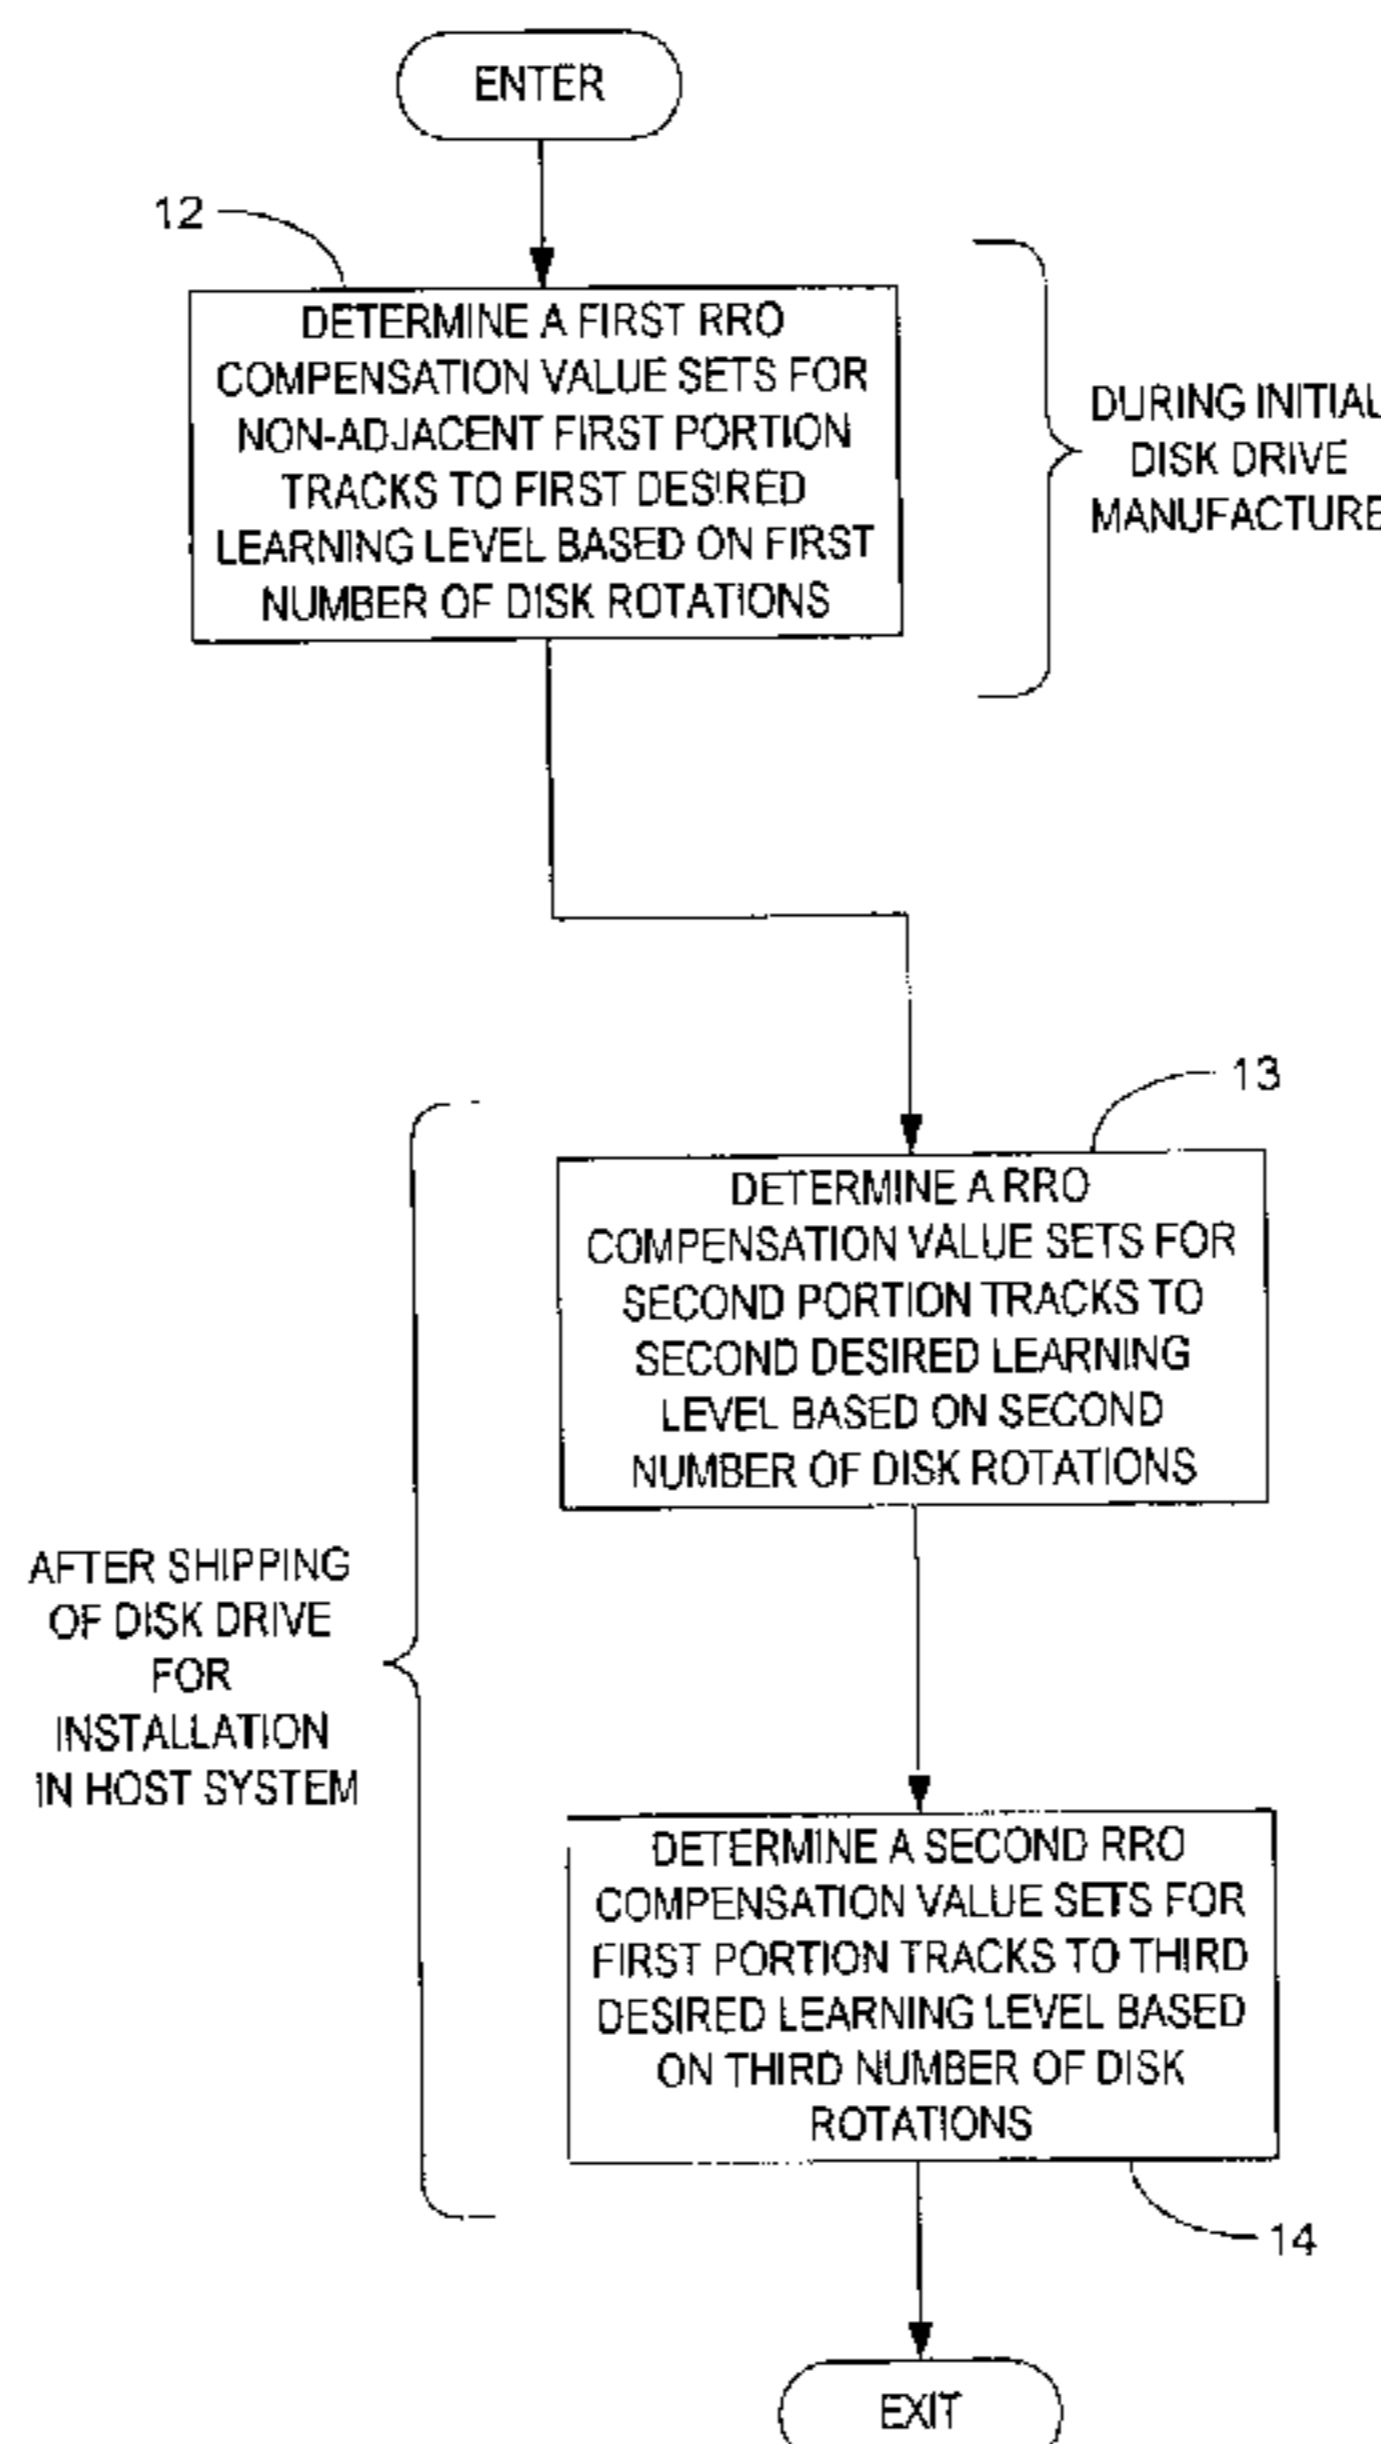 ENTER
12
DETERMINE A FIRST RRO
COMPENSATION VALUE SETS FOR
NON-ADJACENT FIRST PORTION
TRACKS TO FIRST DESIRED
LEARNING LEVEL BASED ON FIRST
NUMBER OF DISK ROTATIONS
DURING INITIAL
DISK DRIVE
MANUFACTURE
13
DETERMINE A RRO
COMPENSATION VALUE SETS FOR
SECOND PORTION TRACKS TO
SECOND DESIRED LEARNING
LEVEL BASED ON SECOND
NUMBER OF DISK ROTATIONS
AFTER SHIPPING
OF DISK DRIVE
FOR
INSTALLATION
IN HOST SYSTEM
DETERMINE A SECOND RRO
COMPENSATION VALUE SETS FOR
FIRST PORTION TRACKS TO THIRD
DESIRED LEARNING LEVEL BASED
ON THIRD NUMBER OF DISK
ROTATIONS
14
EXIT